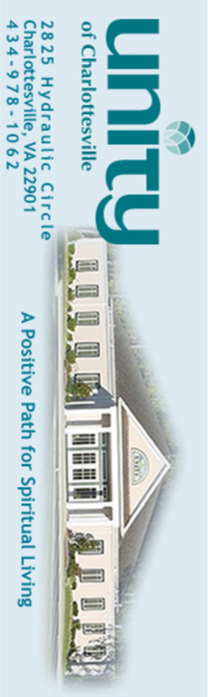 unity
of Charlottesville
2825 Hydraulic Circle
Charlottesville, VA 22901
434-978-1062
A Positive Path for Spiritual Living